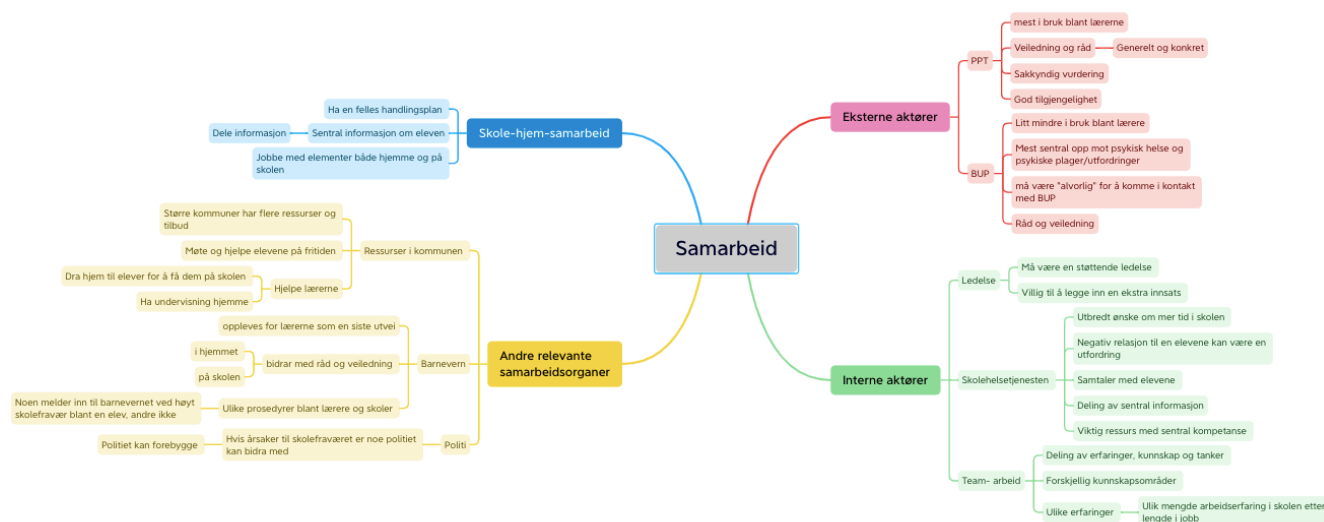 Samarbeid
Skole-hjem-samarbeid
Ha en felles handlingsplan
Sentral informasjon om eleven
Dele informasjon
Jobbe med elementer både hjemme og på
skolen
Eksterne aktører
PPT
mest i bruk blant lærerne
Veiledning og råd
Generelt og konkret
Sakkyndig vurdering
God tilgjengelighet
BUP
Litt mindre i bruk blant lærere
Mest sentral opp mot psykisk helse og
psykiske plager/utfordringer
må være "alvorlig" for å komme i kontakt
med BUP
Råd og veiledning
Andre relevante
samarbeidsorganer
Ressurser i kommunen
Større kommuner har flere ressurser og
tilbud
Møte og hjelpe elevene på fritiden
Hjelpe lærerne
Dra hjem til elever for å få dem på skolen
Ha undervisning hjemme
Barnevern
oppleves for lærerne som en siste utvei
bidrar med råd og veiledning
i hjemmet
på skolen
Ulike prosedyrer blant lærere og skoler
Noen melder inn til barnevernet ved høyt
skolefravær blant en elev, andre ikke
Politi
Hvis årsaker til skolefraværet er noe politiet
kan bidra med
Politiet kan forebygge
Interne aktører
Ledelse
Må være en støttende ledelse
Villig til å legge inn en ekstra innsats
Skolehelsetjenesten
Utbredt ønske om mer tid i skolen
Negativ relasjon til en elevene kan være en
utfordring
Samtaler med elevene
Deling av sentral informasjon
Viktig ressurs med sentral kompetanse
Team- arbeid
Deling av erfaringer, kunnskap og tanker
Forskjellig kunnskapsområder
Ulike erfaringer
Ulik mengde arbeidserfaring i skolen etter
lengde i jobb